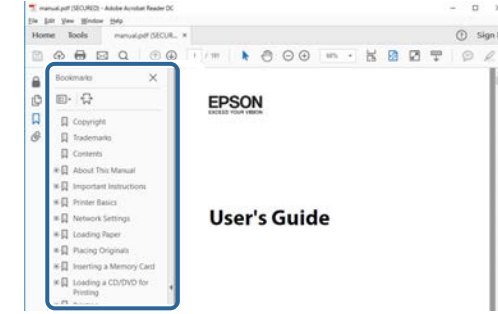 manual.pdf (SECURED) - Adobe Acrobat Reader DC
File Edit View Window Help
Home Tools manual.pdf (SECUR... ×
Sign
1 / 191
Bookmarks
Copyright
Trademarks
Contents
About This Manual
Important Instructions
Printer Basics
Network Settings
Loading Paper
Placing Originals
Inserting a Memory Card
Loading a CD/DVD for
Printing
EPSON
EXCEED YOUR VISION
User's Guide